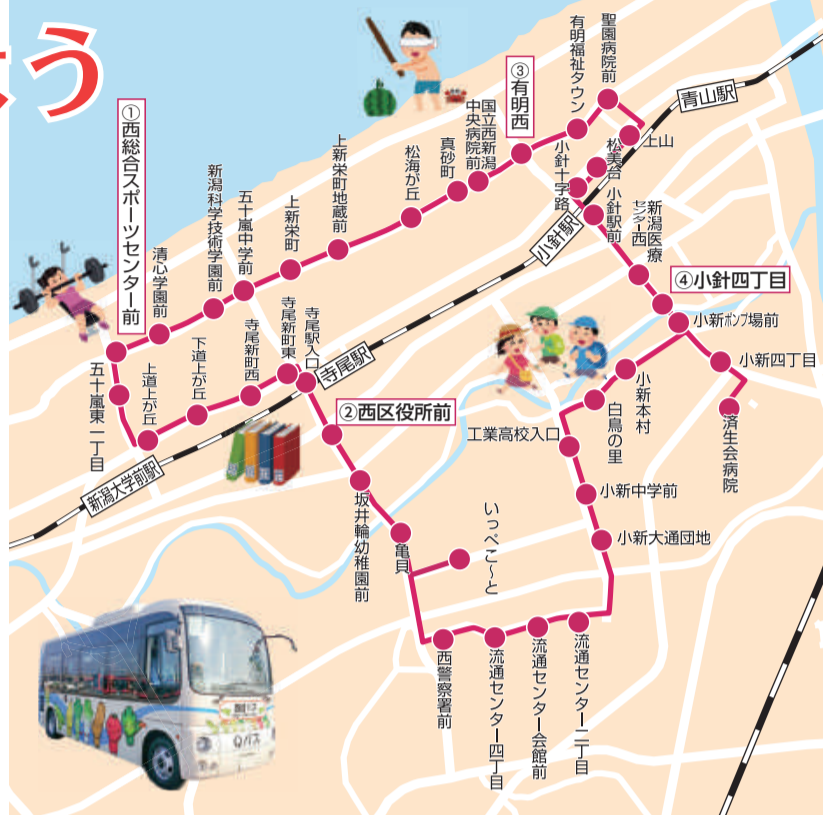 う
①西総合スポーツセンター前
清心学園前
新潟科学技術学園前
五十嵐中学前
上新栄町
上新栄町地蔵前
松海が丘
真砂町
国立西新潟
中央病院前
③有明西
有明福祉タウン
聖園病院前
上山
松美台
小針十字路
小針駅前
青山駅
小針駅
新潟医療
センター西
④小針四丁目
小新ポンプ場前
小新四丁目
済生会病院
小新本村
白鳥の里
工業高校入口
小新中学前
小新大通団地
流通センター二丁目
流通センター会館前
流通センター四丁目
西警察署前
いっぺこ〜と
亀貝
坂井輪幼稚園前
②西区役所前
寺尾駅
寺尾駅入口
寺尾新町東
寺尾新町西
下道上が丘
上道上が丘
五十嵐東一丁目
新潟大学前駅
Qバス